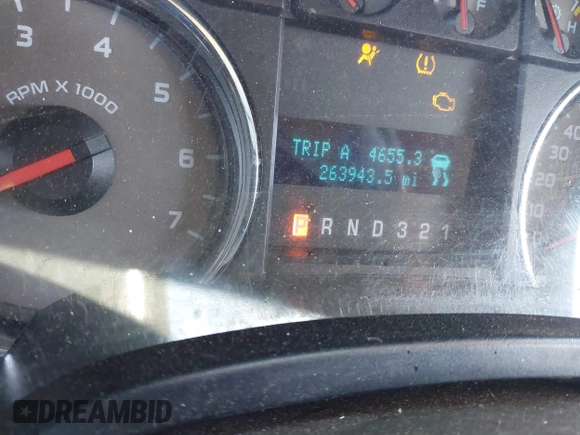 F
H
3 4 5 6 7
RPM X 1000
TRIP A 4655.3
263943.5 mi
P R N D 3 2 1
40
30
20
10
DREAMBID